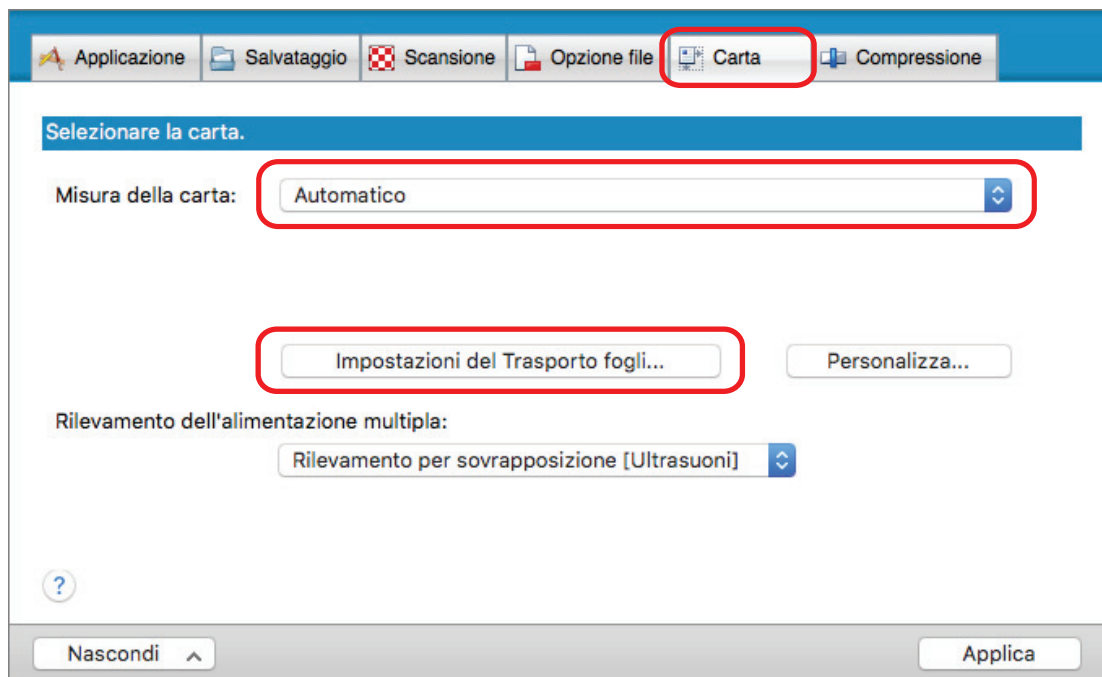 Applicazione Salvataggio Scansione Opzione file Carta Compressione
Selezionare la carta.
Misura della carta: Automatico
Impostazioni del Trasporto fogli... Personalizza...
Rilevamento dell'alimentazione multipla:
Rilevamento per sovrapposizione [Ultrasuoni]
?
Nascondi Applica